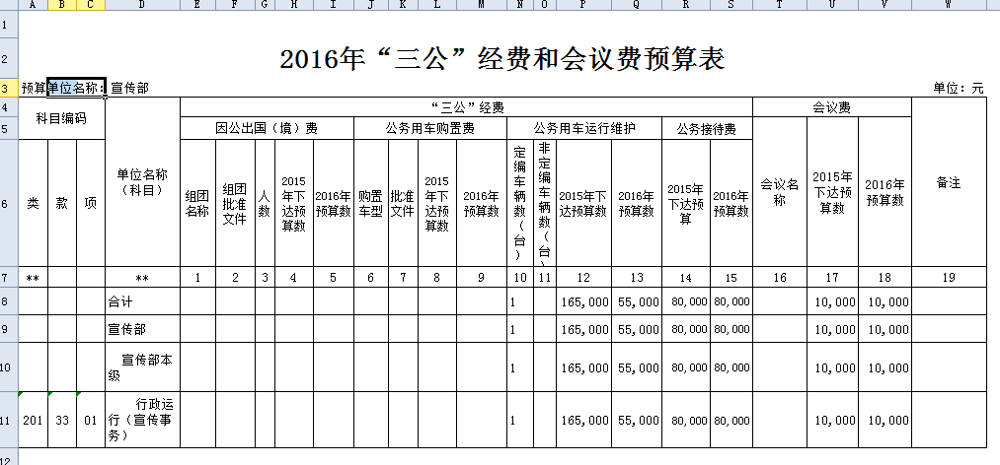 A B C D E F G H I J K L M N O P Q R S T U V W
1
2 2016年“三公”经费和会议费预算表
3 预算单位名称：宣传部 单位：元
4 科目编码 单位名称（科目） “三公”经费 会议费 备注
5 因公出国（境）费 公务用车购置费 公务用车运行维护 公务接待费
6 类 款 项 组团名称 组团批准文件 人数 2015年下达预算数 2016年预算数 购置车型 批准文件 2015年下达预算数 2016年预算数 定编车辆数（台） 非定编车辆数（台） 2015年下达预算数 2016年预算数 2015年下达预算 2016年预算数 会议名称 2015年下达预算数 2016年预算数
7 ** ** 1 2 3 4 5 6 7 8 9 10 11 12 13 14 15 16 17 18 19
8 合计 1 165,000 55,000 80,000 80,000 10,000 10,000
9 宣传部 1 165,000 55,000 80,000 80,000 10,000 10,000
10 宣传部本级 1 165,000 55,000 80,000 80,000 10,000 10,000
11 201 33 01 行政运行（宣传事务） 1 165,000 55,000 80,000 80,000 10,000 10,000
12